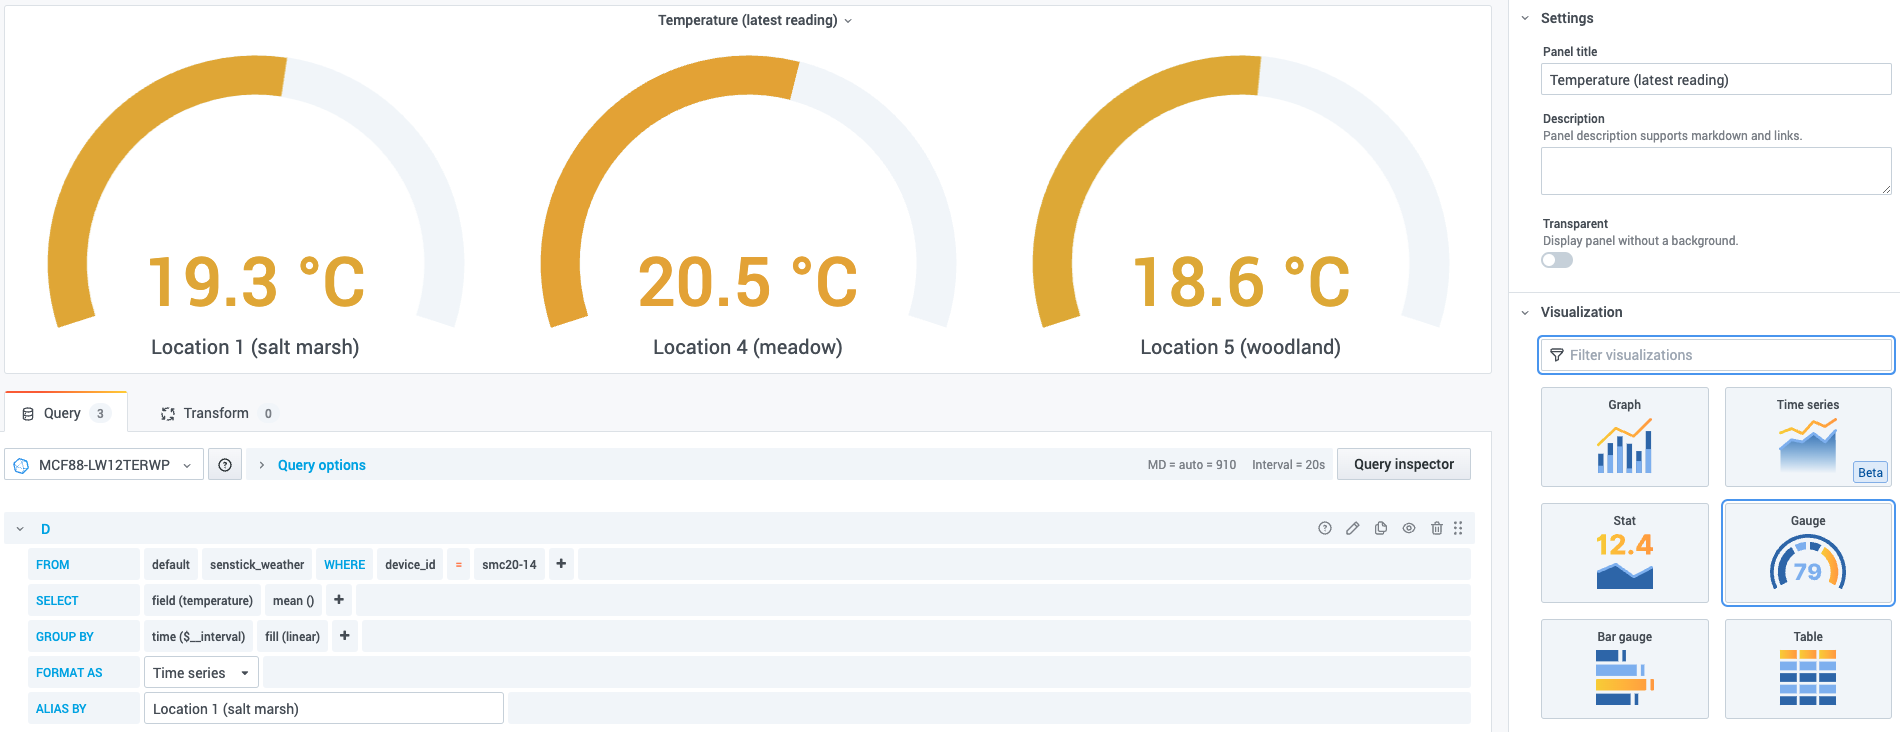 Temperature (latest reading)
19.3 °C
Location 1 (salt marsh)
20.5 °C
Location 4 (meadow)
18.6 °C
Location 5 (woodland)
Query 3
Transform 0
MCF88-LW12TERWP
Query options
MD = auto = 910 Interval = 20s
Query inspector
D
FROM default senstick_weather WHERE device_id = smc20-14 +
SELECT field (temperature) mean () +
GROUP BY time ($__interval) fill (linear) +
FORMAT AS Time series
ALIAS BY Location 1 (salt marsh)
Settings
Panel title
Temperature (latest reading)
Description
Panel description supports markdown and links.
Transparent
Display panel without a background.
Visualization
Filter visualizations
Graph
Time series
Beta
Stat
12.4
Gauge
79
Bar gauge
Table